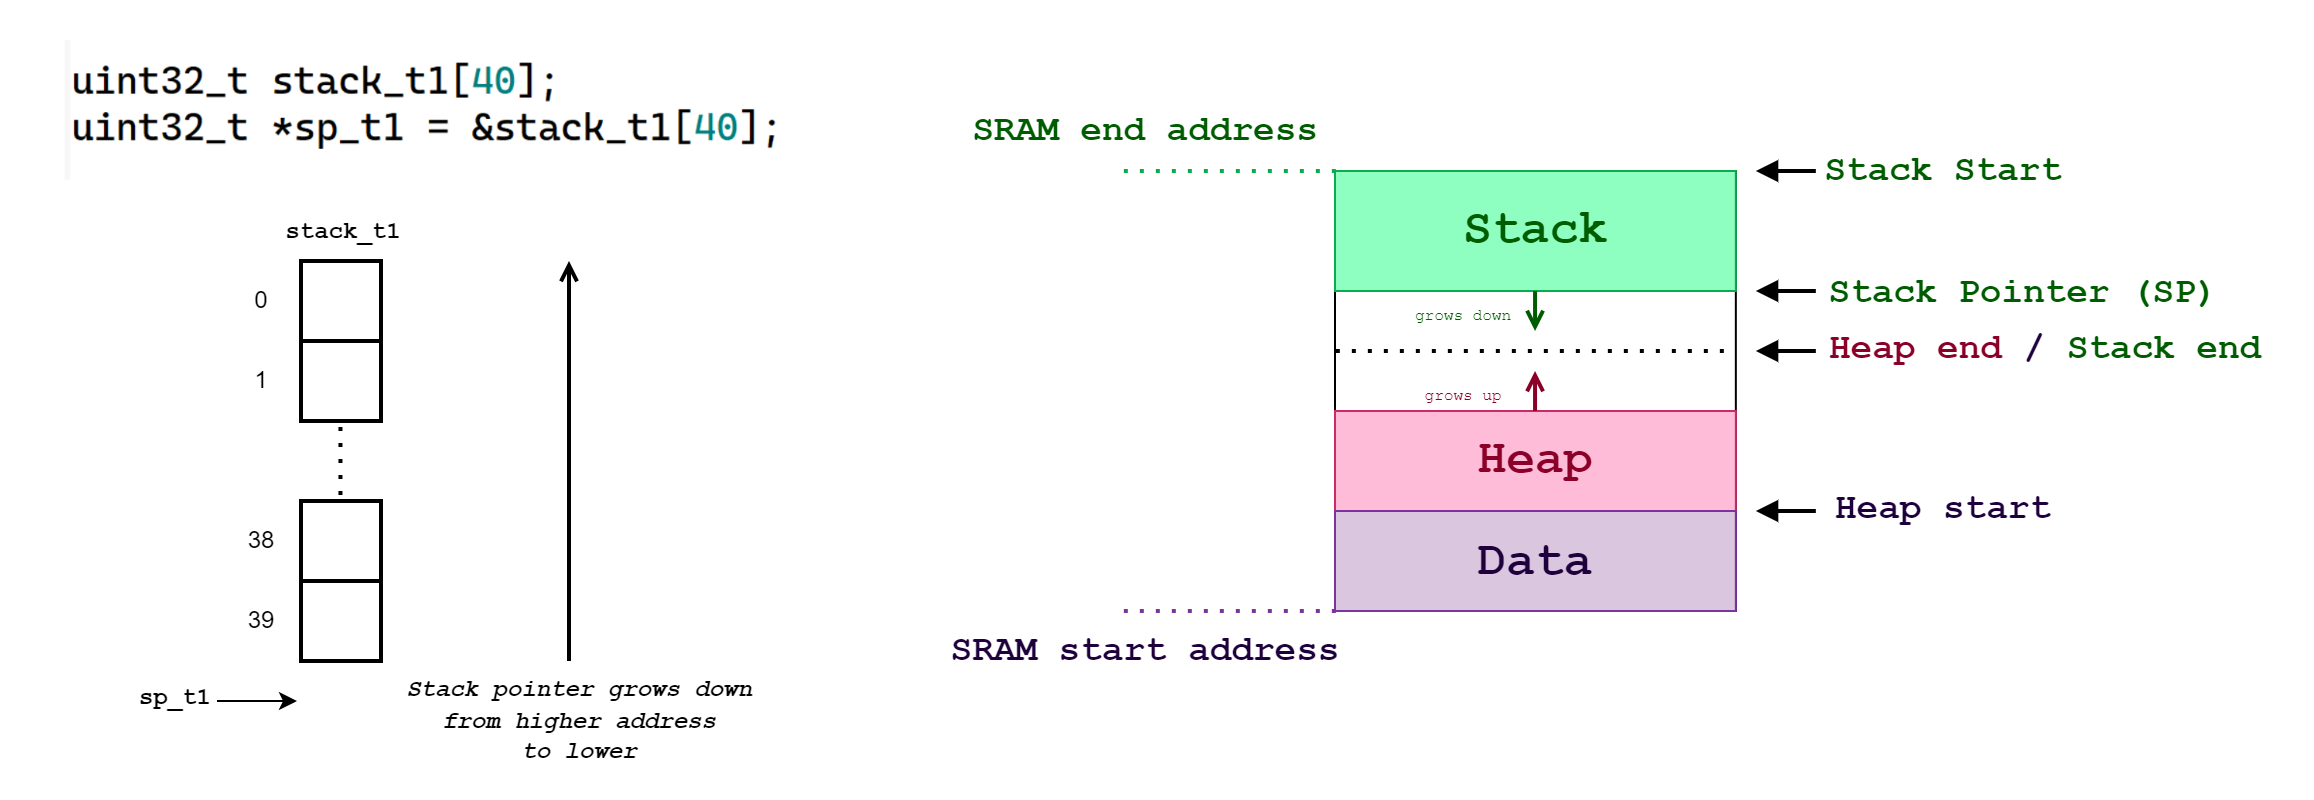 uint32_t stack_t1[40];
uint32_t *sp_t1 = &stack_t1[40];
stack_t1
0
1
38
39
sp_t1
Stack pointer grows down
from higher address
to lower
SRAM end address
Stack Start
Stack
Stack Pointer (SP)
grows down
Heap end / Stack end
grows up
Heap
Heap start
Data
SRAM start address